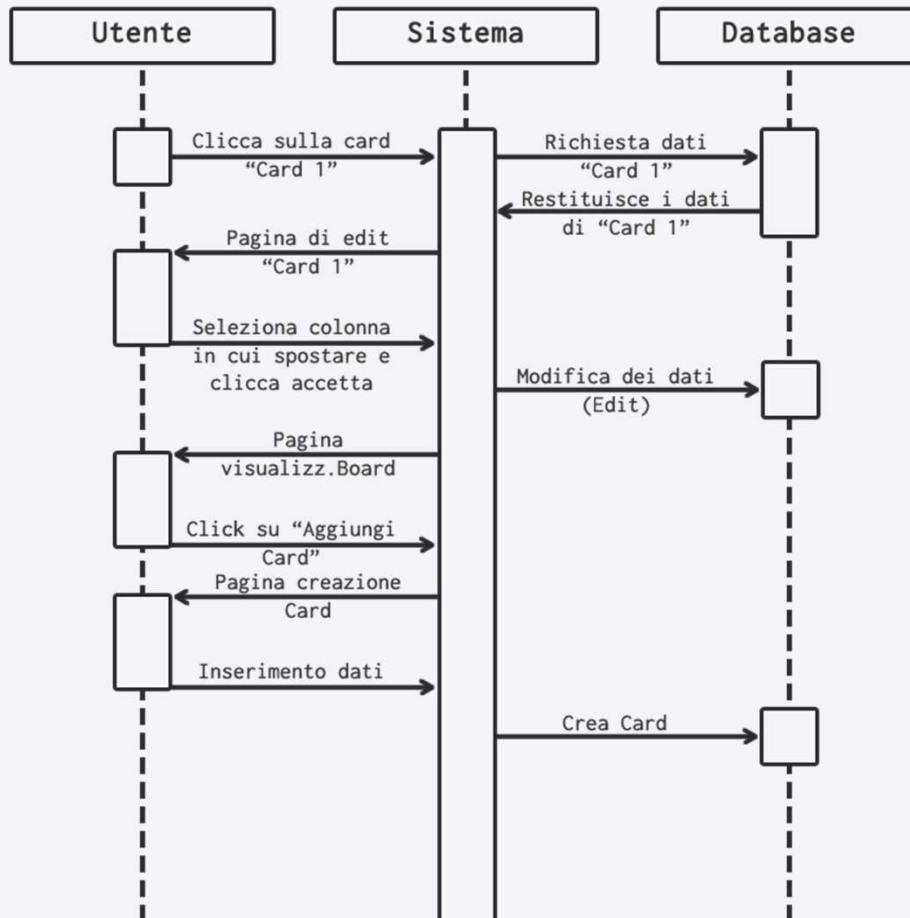 Utente
Sistema
Database
Clicca sulla card
“Card 1”
Richiesta dati
“Card 1”
Restituisce i dati
di “Card 1”
Pagina di edit
“Card 1”
Seleziona colonna
in cui spostare e
clicca accetta
Modifica dei dati
(Edit)
Pagina
visualizz.Board
Click su “Aggiungi
Card”
Pagina creazione
Card
Inserimento dati
Crea Card